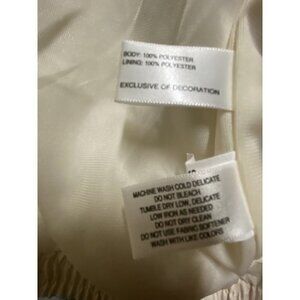 BODY: 100% POLYESTER
LINING: 100% POLYESTER
EXCLUSIVE OF DECORATION
MACHINE WASH COLD DELICATE
DO NOT BLEACH
TUMBLE DRY LOW, DELICATE
LOW IRON AS NEEDED
DO NOT DRY CLEAN
DO NOT USE FABRIC SOFTENER
WASH WITH LIKE COLORS